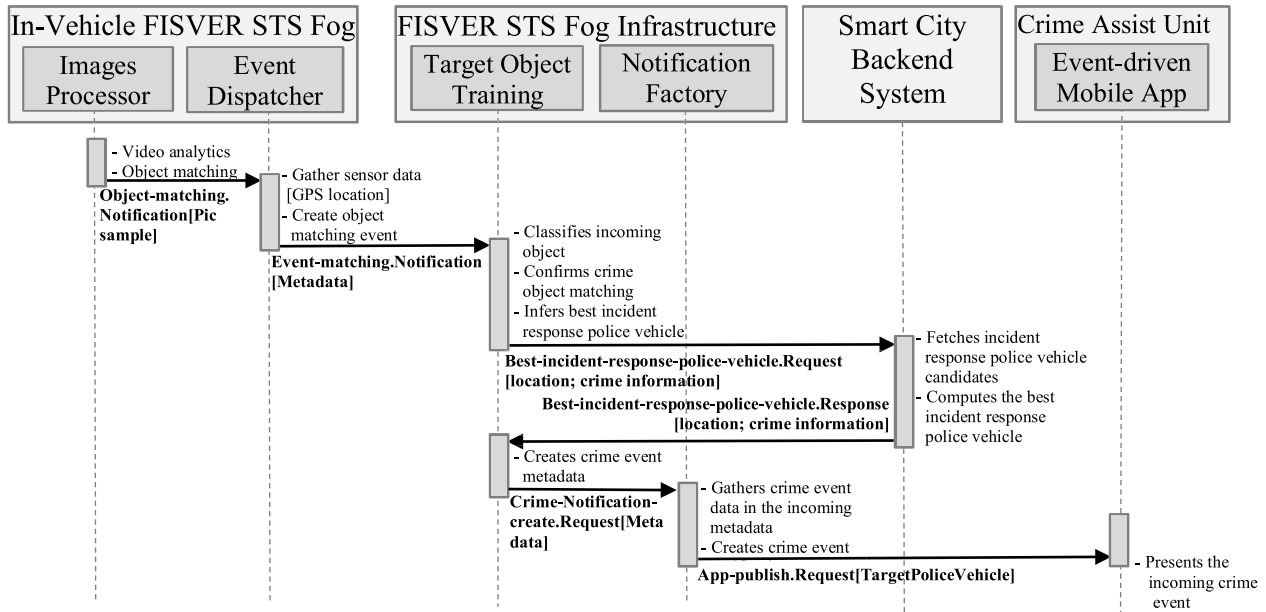 In-Vehicle FISVER STS Fog
Images
Processor
Event
Dispatcher
FISVER STS Fog Infrastructure
Target Object
Training
Notification
Factory
Smart City
Backend
System
Crime Assist Unit
Event-driven
Mobile App
- Video analytics
- Object matching
Object-matching.
Notification[Pic
sample]
- Gather sensor data
[GPS location]
- Create object
matching event
Event-matching.Notification
[Metadata]
- Classifies incoming
object
- Confirms crime
object matching
- Infers best incident
response police vehicle
Best-incident-response-police-vehicle.Request
[location; crime information]
- Fetches incident
response police vehicle
candidates
- Computes the best
incident response
police vehicle
Best-incident-response-police-vehicle.Response
[location; crime information]
- Creates crime event
metadata
Crime-Notification-
create.Request[Meta
data]
- Gathers crime event
data in the incoming
metadata
- Creates crime event
App-publish.Request[TargetPoliceVehicle]
- Presents the
incoming crime
event